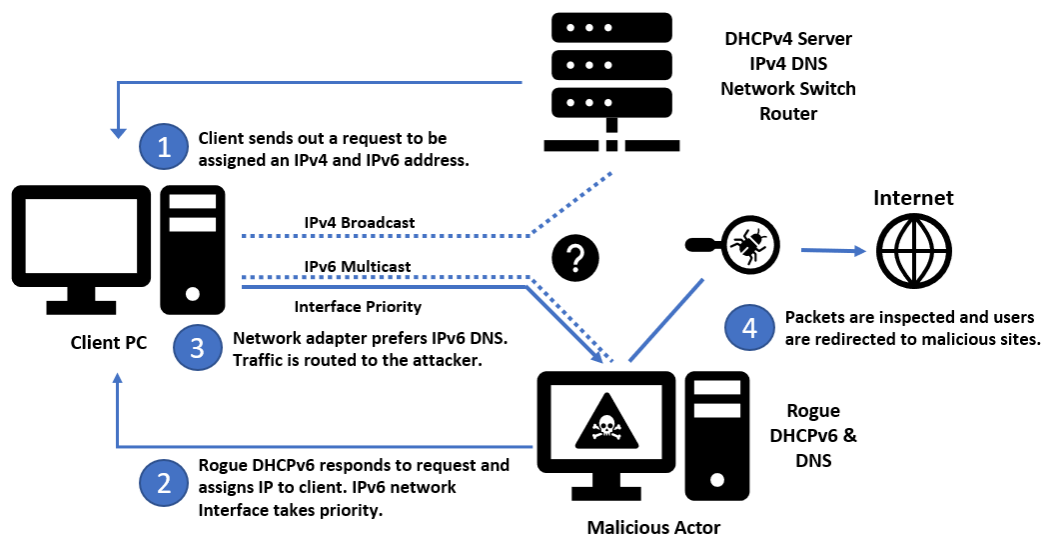 DHCPv4 Server
IPv4 DNS
Network Switch
Router
1
Client sends out a request to be
assigned an IPv4 and IPv6 address.
Internet
IPv4 Broadcast
?
IPv6 Multicast
Interface Priority
Client PC
3
Network adapter prefers IPv6 DNS.
Traffic is routed to the attacker.
4
Packets are inspected and users
are redirected to malicious sites.
Rogue
DHCPv6 &
DNS
2
Rogue DHCPv6 responds to request and
assigns IP to client. IPv6 network
Interface takes priority.
Malicious Actor